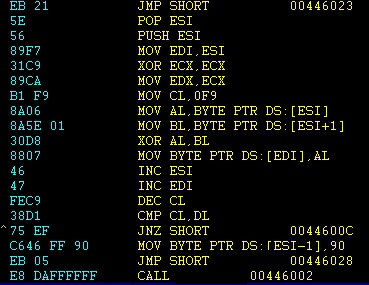 EB 21 JMP SHORT 00446023
5E POP ESI
56 PUSH ESI
89F7 MOV EDI,ESI
31C9 XOR ECX,ECX
89CA MOV EDX,ECX
B1 F9 MOV CL,0F9
8A06 MOV AL,BYTE PTR DS:[ESI]
8A5E 01 MOV BL,BYTE PTR DS:[ESI+1]
30D8 XOR AL,BL
8807 MOV BYTE PTR DS:[EDI],AL
46 INC ESI
47 INC EDI
FEC9 DEC CL
38D1 CMP CL,DL
^75 EF JNZ SHORT 0044600C
C646 FF 90 MOV BYTE PTR DS:[ESI-1],90
EB 05 JMP SHORT 00446028
E8 DAFFFFFF CALL 00446002